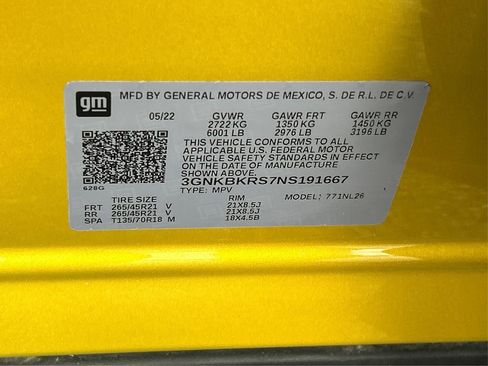 gm MFD BY GENERAL MOTORS DE MEXICO, S. DE R.L. DE C.V.
05/22 GVWR GAWR FRT GAWR RR
2722 KG 1350 KG 1450 KG
6001 LB 2976 LB 3196 LB
THIS VEHICLE CONFORMS TO ALL
APPLICABLE U.S. FEDERAL MOTOR
VEHICLE SAFETY STANDARDS IN EFFECT
ON THE DATE OF MANUFACTURE
SHOWN ABOVE.
3GNKBKRS7NS191667
628G TYPE: MPV MODEL: 771NL26
TIRE SIZE RIM
FRT 265/45R21 V 21X8.5J
RR 265/45R21 V 21X8.5J
SPA T135/70R18 M 18X4.5B